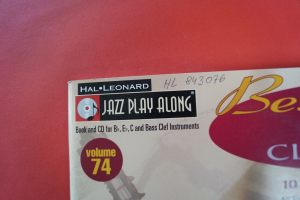 HAL•LEONARD
HL 843076
JAZZ PLAY ALONG®
Book and CD for B♭, E♭, C and Bass Clef Instruments
volume
74
Be
CL
10